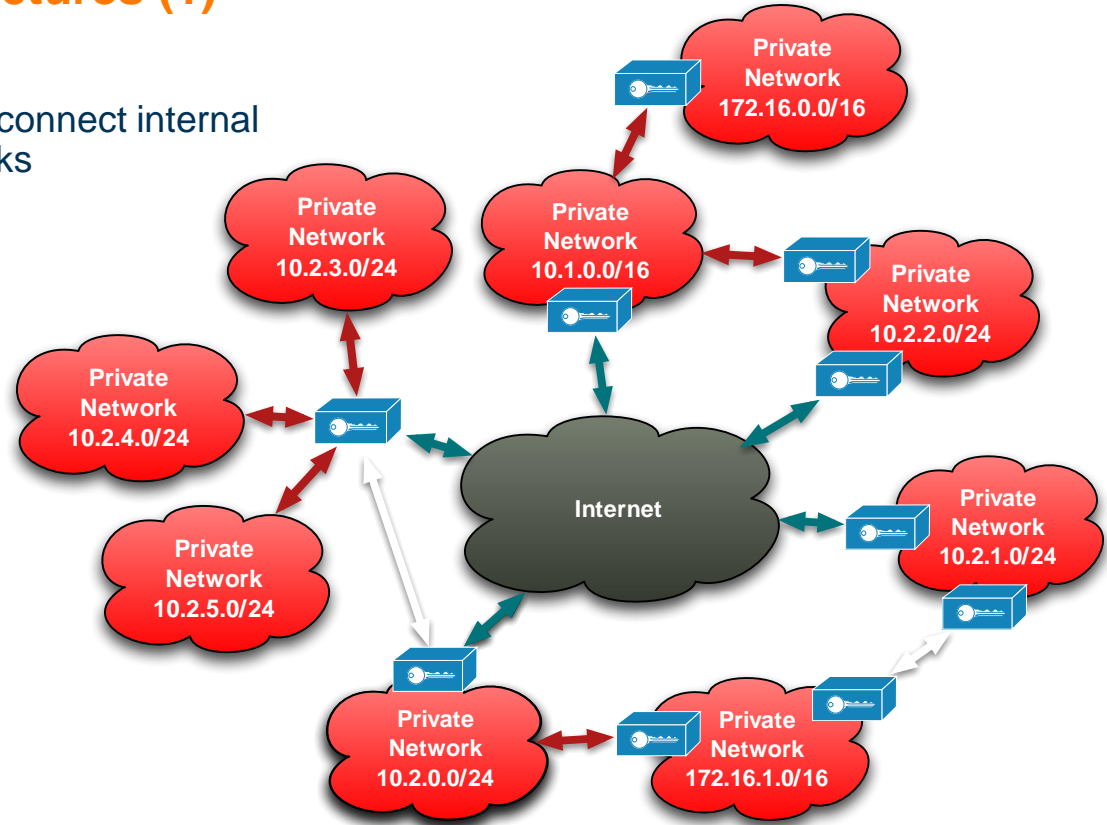 (1)
connect internal
Private
Network
172.16.0.0/16
Private
Network
10.2.3.0/24
Private
Network
10.1.0.0/16
Private
Network
10.2.2.0/24
Private
Network
10.2.4.0/24
Internet
Private
Network
10.2.1.0/24
Private
Network
10.2.5.0/24
Private
Network
10.2.0.0/24
Private
Network
172.16.1.0/16